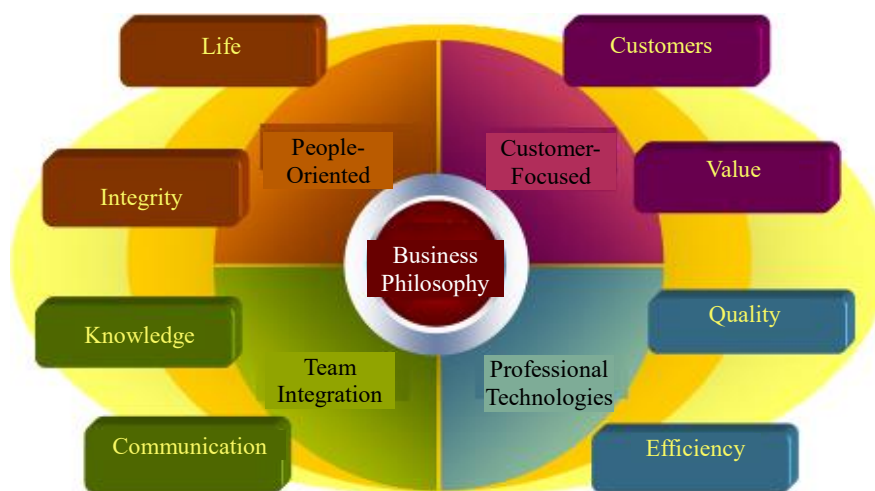 Life
Customers
People-
Oriented
Customer-
Focused
Integrity
Value
Business
Philosophy
Knowledge
Quality
Team
Integration
Professional
Technologies
Communication
Efficiency